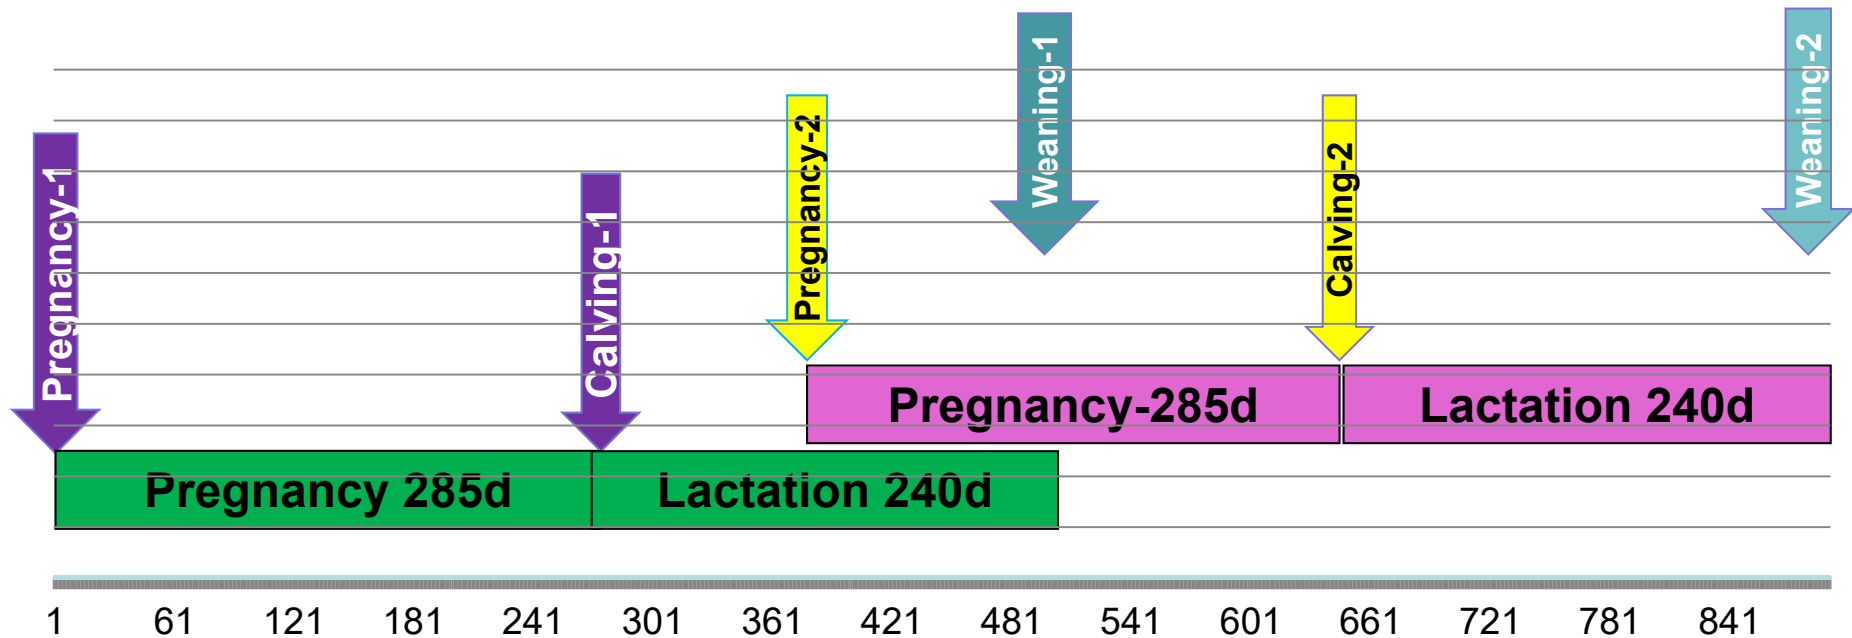 Pregnancy-1
Calving-1
Pregnancy-2
Weaning-1
Calving-2
Weaning-2
Pregnancy-285d
Lactation 240d
Pregnancy 285d
Lactation 240d
1 61 121 181 241 301 361 421 481 541 601 661 721 781 841